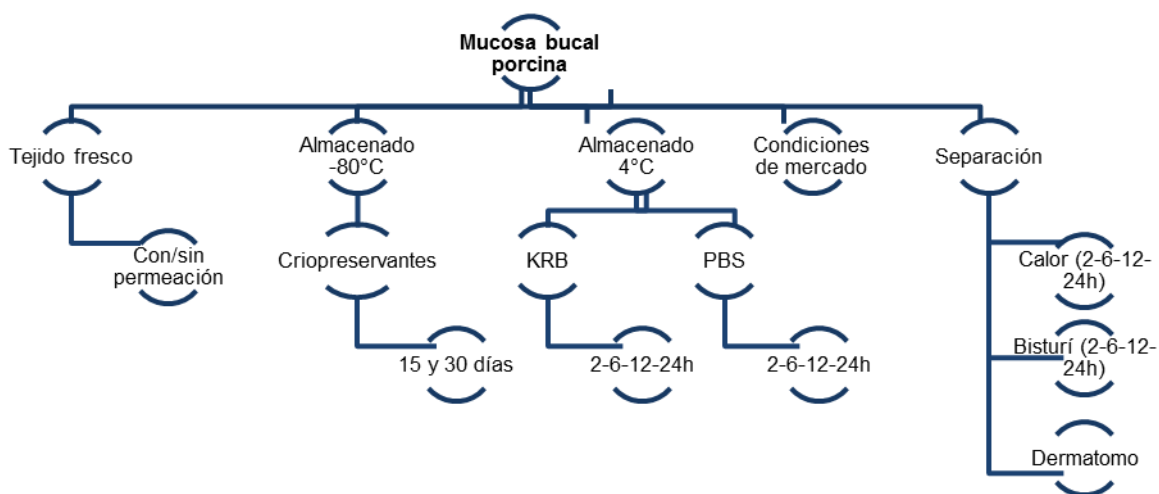 Mucosa bucal
porcina
Tejido fresco
Almacenado
-80°C
Almacenado
4°C
Condiciones
de mercado
Separación
Con/sin
permeación
Criopreservantes
KRB
PBS
Calor (2-6-12-
24h)
15 y 30 días
2-6-12-24h
2-6-12-24h
Bisturí (2-6-12-
24h)
Dermatomo